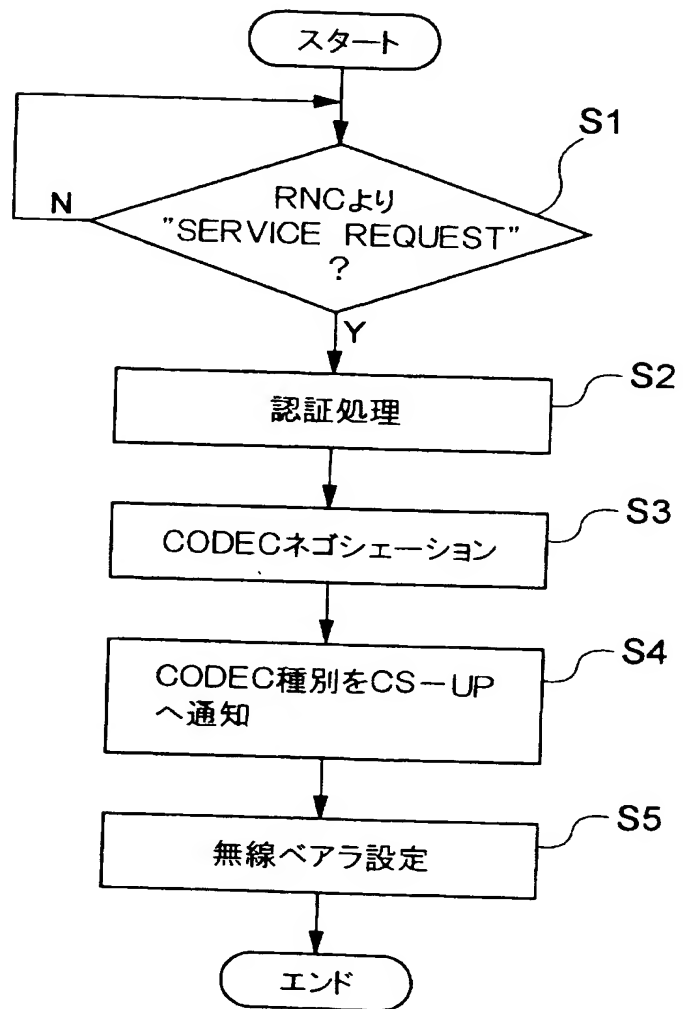 スタート
S1
RNCより
N
"SERVICE REQUEST"
?
Y
S2
認証処理
S3
CODECネゴシェーション
S4
CODEC種別をCS－UP
へ通知
S5
無線ベアラ設定
エンド